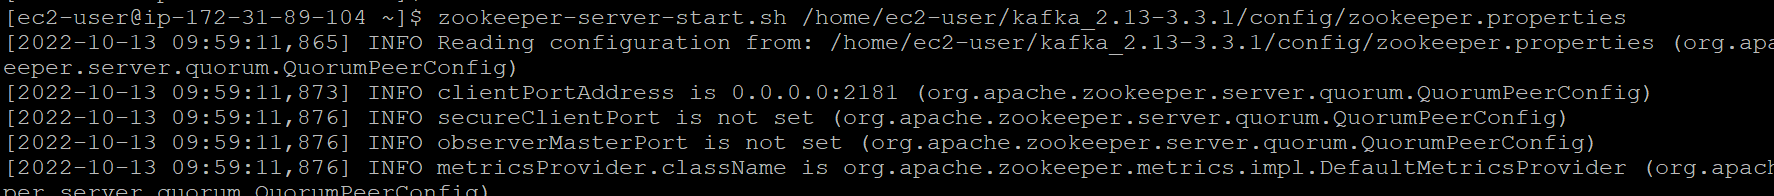 [ec2-user@ip-172-31-89-104 ~]$ zookeeper-server-start.sh /home/ec2-user/kafka_2.13-3.3.1/config/zookeeper.properties
[2022-10-13 09:59:11,865] INFO Reading configuration from: /home/ec2-user/kafka_2.13-3.3.1/config/zookeeper.properties (org.apa
eeper.server.quorum.QuorumPeerConfig)
[2022-10-13 09:59:11,873] INFO clientPortAddress is 0.0.0.0:2181 (org.apache.zookeeper.server.quorum.QuorumPeerConfig)
[2022-10-13 09:59:11,876] INFO secureClientPort is not set (org.apache.zookeeper.server.quorum.QuorumPeerConfig)
[2022-10-13 09:59:11,876] INFO observerMasterPort is not set (org.apache.zookeeper.server.quorum.QuorumPeerConfig)
[2022-10-13 09:59:11,876] INFO metricsProvider.className is org.apache.zookeeper.metrics.impl.DefaultMetricsProvider (org.apach
per.server.quorum.QuorumPeerConfig)